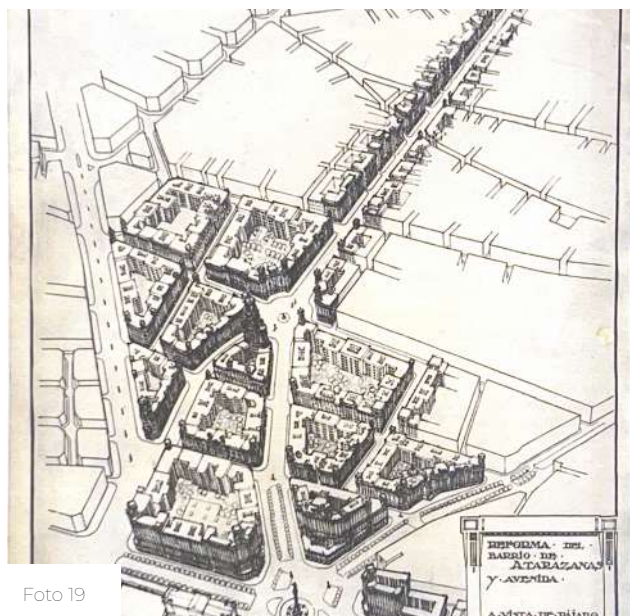 REFORMA · DEL ·
BARRIO · DE ·
ATARAZANAS
Y · AVENIDA ·
A · VISTA · DE · PÁJARO
Foto 19